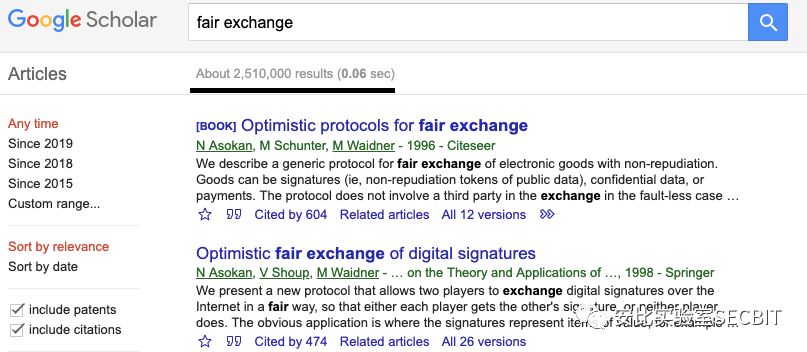 Google Scholar
fair exchange
Articles
About 2,510,000 results (0.06 sec)
Any time
Since 2019
Since 2018
Since 2015
Custom range...
Sort by relevance
Sort by date
include patents
include citations
[BOOK] Optimistic protocols for fair exchange
N Asokan, M Schunter, M Waidner - 1996 - Citeseer
We describe a generic protocol for fair exchange of electronic goods with non-repudiation.
Goods can be signatures (ie, non-repudiation tokens of public data), confidential data, or
payments. The protocol does not involve a third party in the exchange in the fault-less case …
Cited by 604 Related articles All 12 versions
Optimistic fair exchange of digital signatures
N Asokan, V Shoup, M Waidner - … on the Theory and Applications of …, 1998 - Springer
We present a new protocol that allows two players to exchange digital signatures over the
Internet in a fair way, so that either each player gets the other's signature, or neither player
does. The obvious application is where the signatures represent items of value, for example …
Cited by 474 Related articles All 26 versions
安比实验室SECBIT